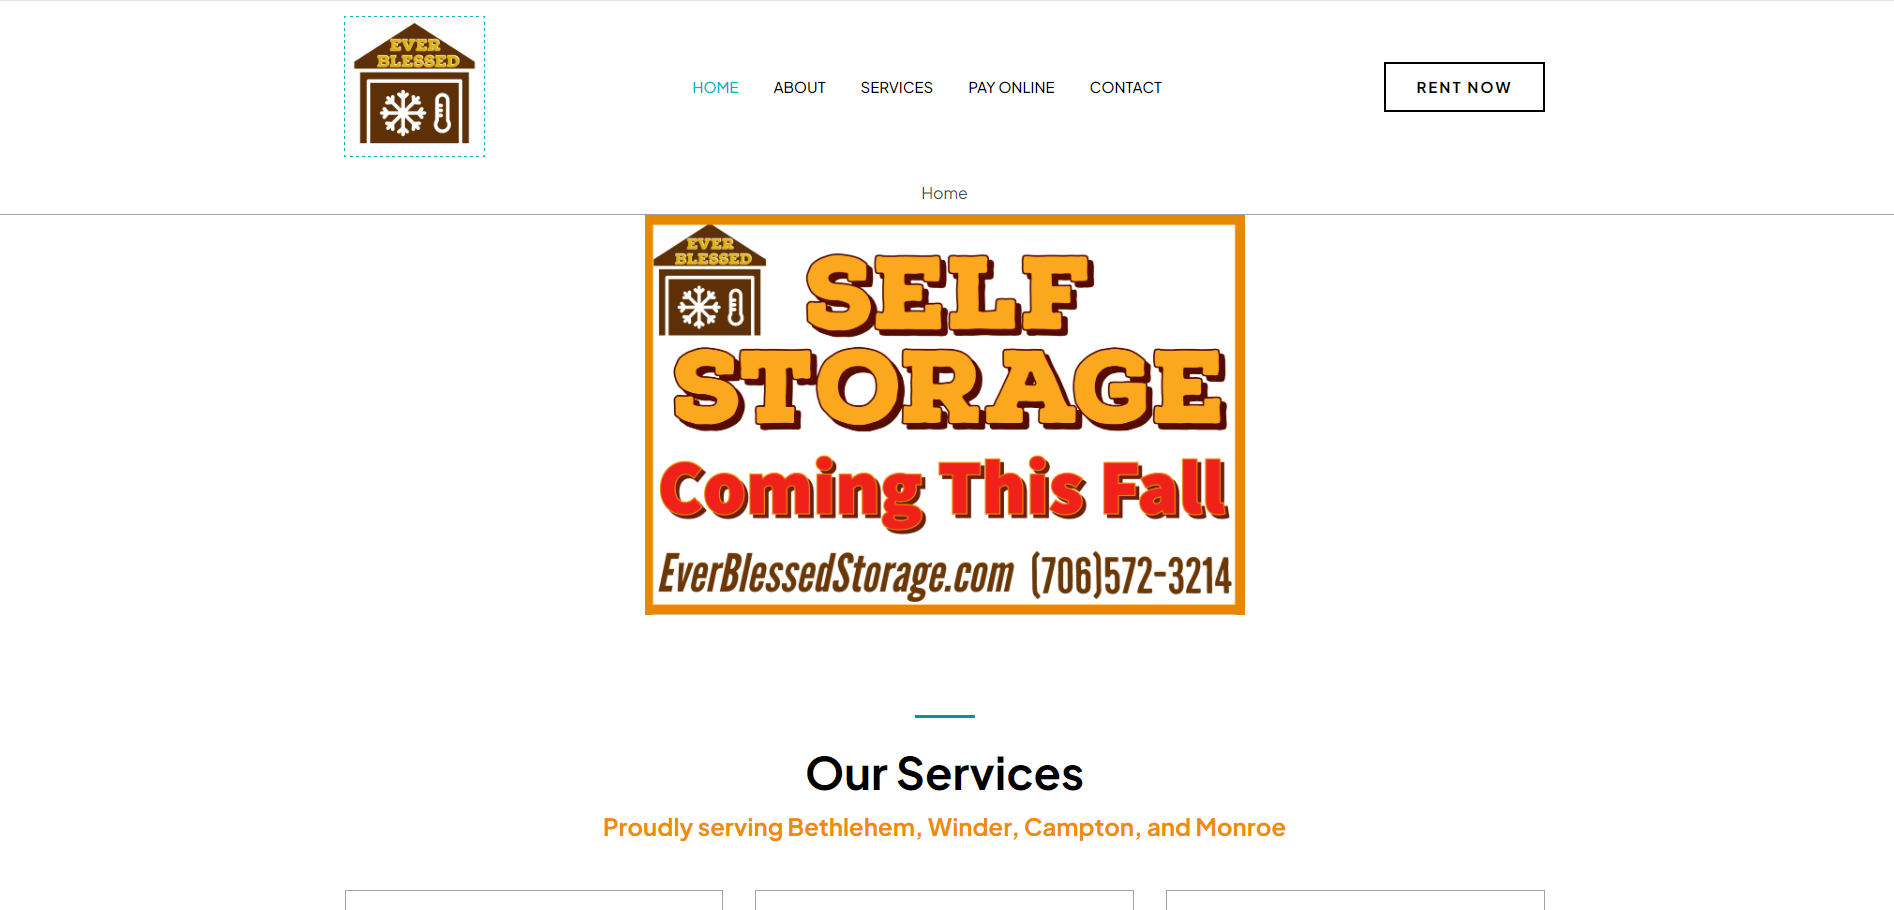 EVER
BLESSED
HOME ABOUT SERVICES PAY ONLINE CONTACT
RENT NOW
Home
EVER
BLESSED
SELF
STORAGE
Coming This Fall
EverBlessedStorage.com (706)572-3214
Our Services
Proudly serving Bethlehem, Winder, Campton, and Monroe